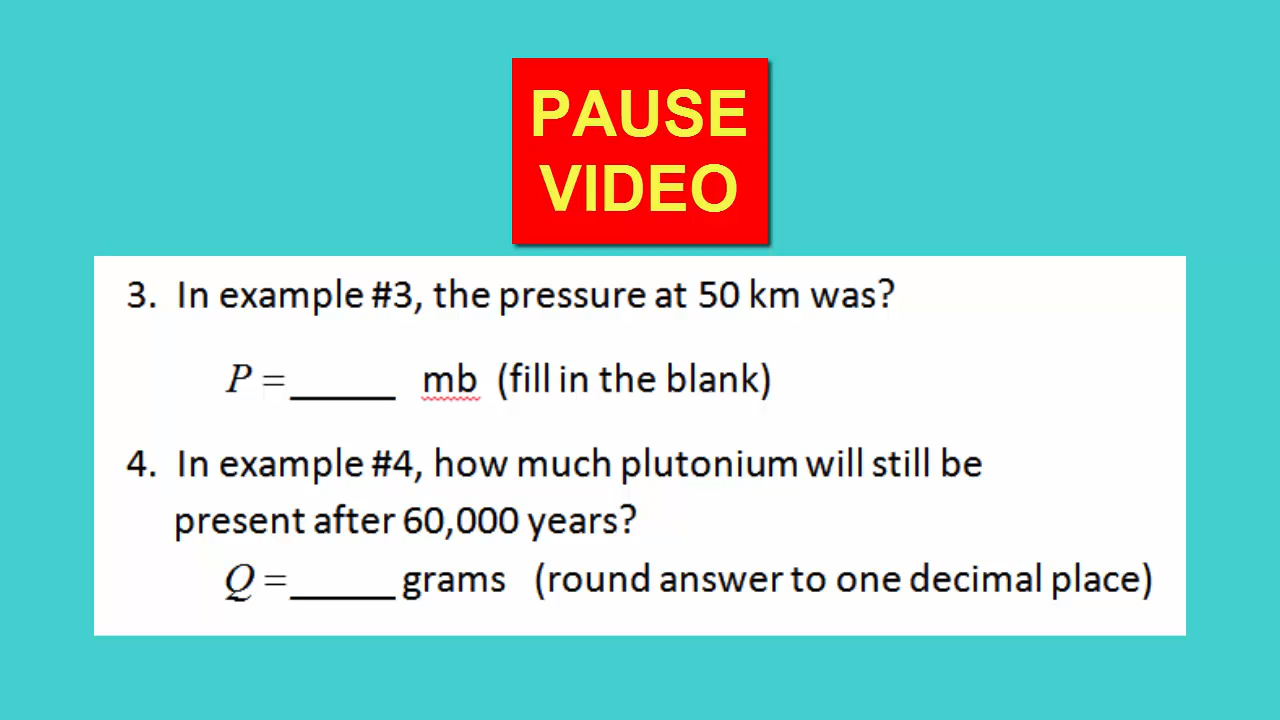 PAUSE
VIDEO
3. In example #3, the pressure at 50 km was?
P = _____ mb (fill in the blank)
4. In example #4, how much plutonium will still be
present after 60,000 years?
Q = _____ grams (round answer to one decimal place)